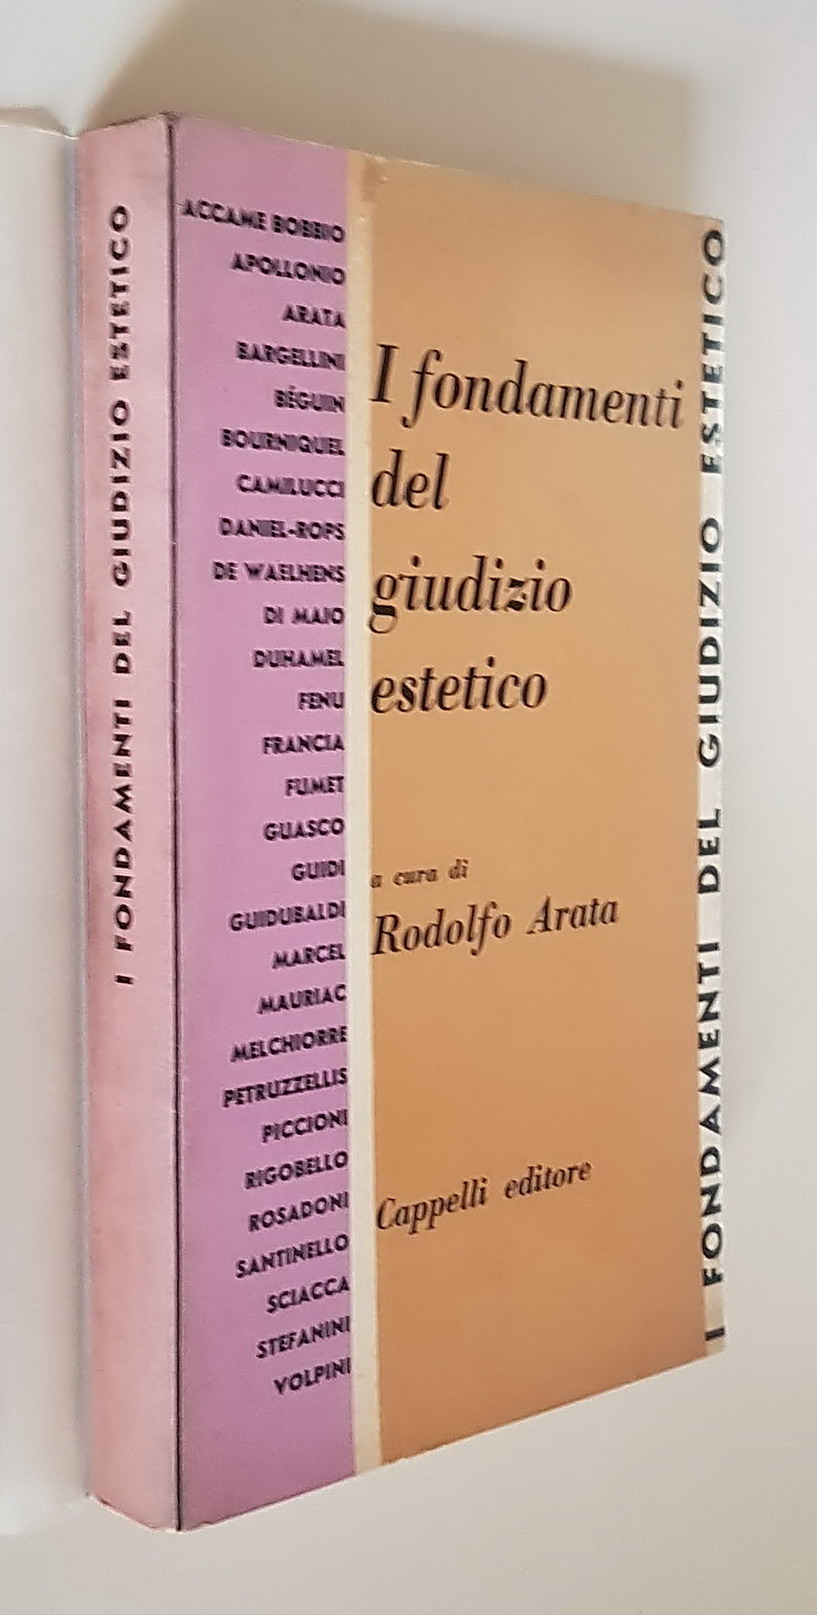 I FONDAMENTI DEL GIUDIZIO ESTETICO
ACCAME BOBBIO
APOLLONIO
ARATA
BARGELLINI
BÉGUIN
BOURNIQUEL
CAMILUCCI
DANIEL-ROPS
DE WAELHENS
DI MAIO
DUHAMEL
FENU
FRANCIA
FUMET
GUASCO
GUIDI
GUIDUBALDI
MARCEL
MAURIAC
MELCHIORRE
PETRUZZELLIS
PICCIONI
RIGOBELLO
ROSADONI
SANTINELLO
SCIACCA
STEFANINI
VOLPINI
I fondamenti
del
giudizio
estetico
a cura di
Rodolfo Arata
Cappelli editore
I FONDAMENTI DEL GIUDIZIO ESTETICO